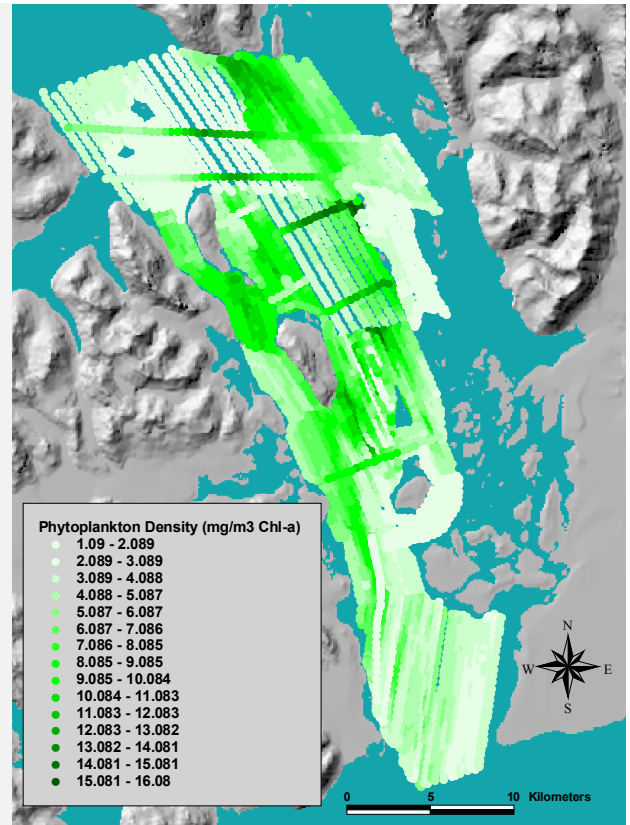 Phytoplankton Density (mg/m3 Chl-a)
1.09 - 2.089
2.089 - 3.089
3.089 - 4.088
4.088 - 5.087
5.087 - 6.087
6.087 - 7.086
7.086 - 8.085
8.085 - 9.085
9.085 - 10.084
10.084 - 11.083
11.083 - 12.083
12.083 - 13.082
13.082 - 14.081
14.081 - 15.081
15.081 - 16.08
N
W E
S
0 5 10 Kilometers